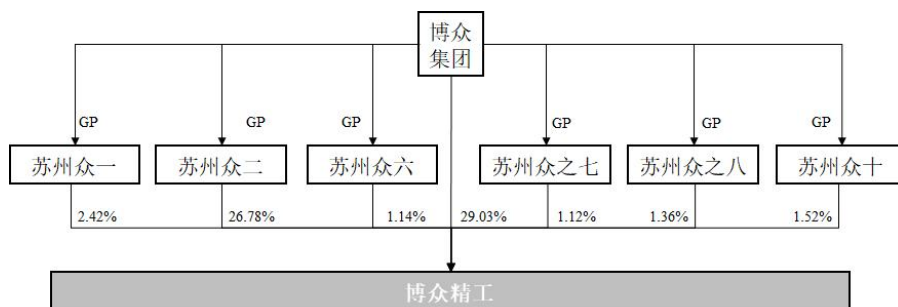 博众
集团
GP GP GP GP GP GP
苏州众一 苏州众二 苏州众六 苏州众之七 苏州众之八 苏州众十
2.42% 26.78% 1.14% 29.03% 1.12% 1.36% 1.52%
博众精工